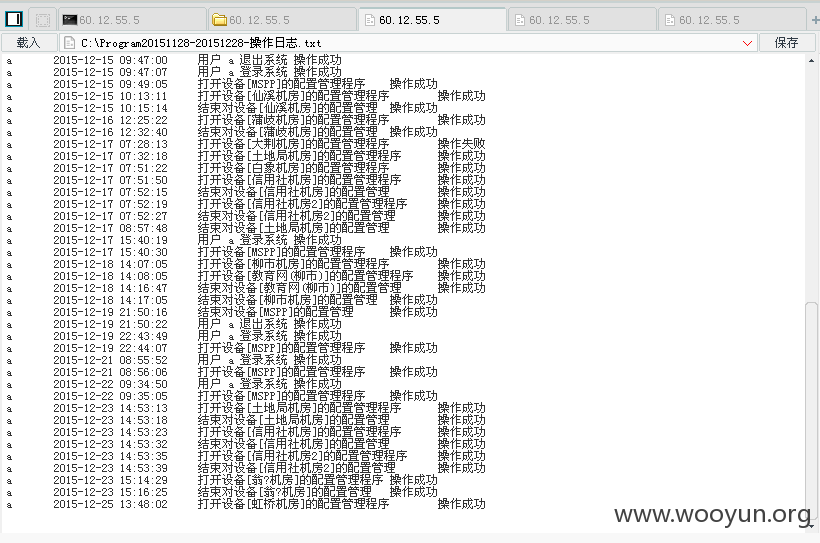 60.12.55.5 60.12.55.5 60.12.55.5 60.12.55.5 60.12.55.5
载入 C:\Program20151128-20151228-操作日志.txt 保存
a 2015-12-15 09:47:00 用户 a 退出系统 操作成功
a 2015-12-15 09:47:07 用户 a 登录系统 操作成功
a 2015-12-15 09:49:05 打开设备[MSPP]的配置管理程序 操作成功
a 2015-12-15 10:13:11 打开设备[仙溪机房]的配置管理程序 操作成功
a 2015-12-15 10:15:14 结束对设备[仙溪机房]的配置管理 操作成功
a 2015-12-16 12:25:22 打开设备[蒲岐机房]的配置管理程序 操作成功
a 2015-12-16 12:32:40 结束对设备[蒲岐机房]的配置管理 操作成功
a 2015-12-17 07:28:13 打开设备[大荆机房]的配置管理程序 操作失败
a 2015-12-17 07:32:18 打开设备[土地局机房]的配置管理程序 操作成功
a 2015-12-17 07:51:22 打开设备[白象机房]的配置管理程序 操作成功
a 2015-12-17 07:51:50 打开设备[信用社机房]的配置管理程序 操作成功
a 2015-12-17 07:52:15 结束对设备[信用社机房]的配置管理 操作成功
a 2015-12-17 07:52:19 打开设备[信用社机房2]的配置管理程序 操作成功
a 2015-12-17 07:52:27 结束对设备[信用社机房2]的配置管理 操作成功
a 2015-12-17 08:57:48 结束对设备[土地局机房]的配置管理 操作成功
a 2015-12-17 15:40:19 用户 a 登录系统 操作成功
a 2015-12-17 15:40:30 打开设备[MSPP]的配置管理程序 操作成功
a 2015-12-18 14:07:05 打开设备[柳市机房]的配置管理程序 操作成功
a 2015-12-18 14:08:05 打开设备[教育网(柳市)]的配置管理程序 操作成功
a 2015-12-18 14:16:47 结束对设备[教育网(柳市)]的配置管理 操作成功
a 2015-12-18 14:17:05 结束对设备[柳市机房]的配置管理 操作成功
a 2015-12-19 21:50:16 结束对设备[MSPP]的配置管理 操作成功
a 2015-12-19 21:50:22 用户 a 退出系统 操作成功
a 2015-12-19 22:43:49 用户 a 登录系统 操作成功
a 2015-12-19 22:44:07 打开设备[MSPP]的配置管理程序 操作成功
a 2015-12-21 08:55:52 用户 a 登录系统 操作成功
a 2015-12-21 08:56:06 打开设备[MSPP]的配置管理程序 操作成功
a 2015-12-22 09:34:50 用户 a 登录系统 操作成功
a 2015-12-22 09:35:05 打开设备[MSPP]的配置管理程序 操作成功
a 2015-12-23 14:53:13 打开设备[土地局机房]的配置管理程序 操作成功
a 2015-12-23 14:53:18 结束对设备[土地局机房]的配置管理 操作成功
a 2015-12-23 14:53:23 打开设备[信用社机房]的配置管理程序 操作成功
a 2015-12-23 14:53:32 结束对设备[信用社机房]的配置管理 操作成功
a 2015-12-23 14:53:35 打开设备[信用社机房2]的配置管理程序 操作成功
a 2015-12-23 14:53:39 结束对设备[信用社机房2]的配置管理 操作成功
a 2015-12-23 15:14:29 打开设备[翁?机房]的配置管理程序 操作成功
a 2015-12-23 15:16:25 结束对设备[翁?机房]的配置管理 操作成功
a 2015-12-25 13:48:02 打开设备[虹桥机房]的配置管理程序 操作成功
www.wooyun.org